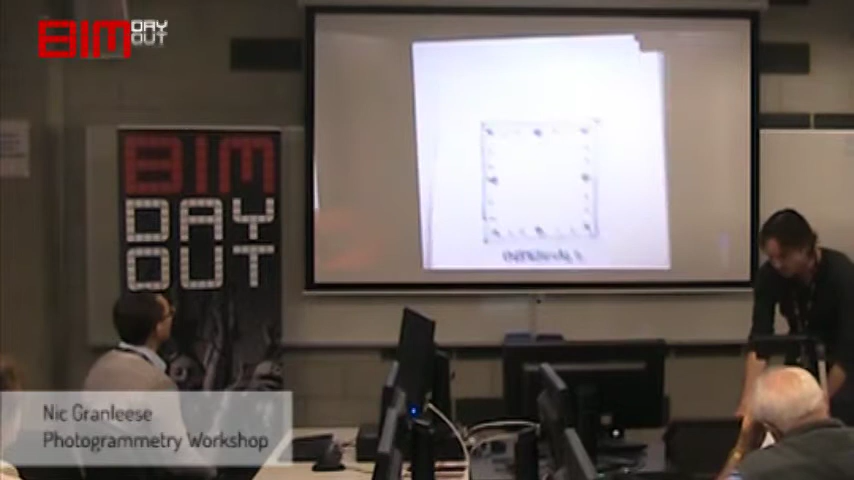 BIM DAY
OUT
BIM
DAY
OUT
Nic Granleese
Photogrammetry Workshop